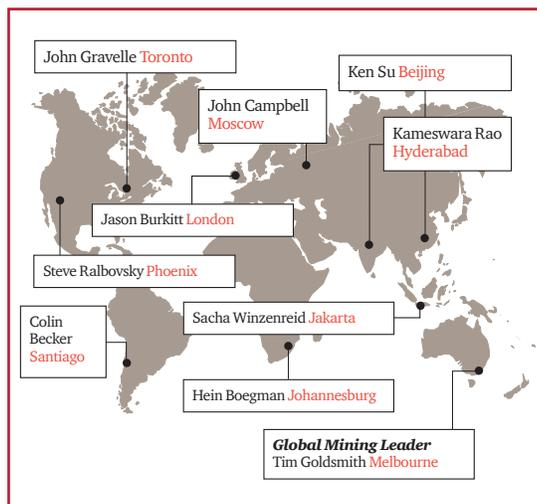 John Gravelle Toronto
Ken Su Beijing
John Campbell
Moscow
Kameswara Rao
Hyderabad
Jason Burkitt London
Steve Ralbovsky Phoenix
Colin
Becker
Santiago
Sacha Winzenreid Jakarta
Hein Boegman Johannesburg
Global Mining Leader
Tim Goldsmith Melbourne